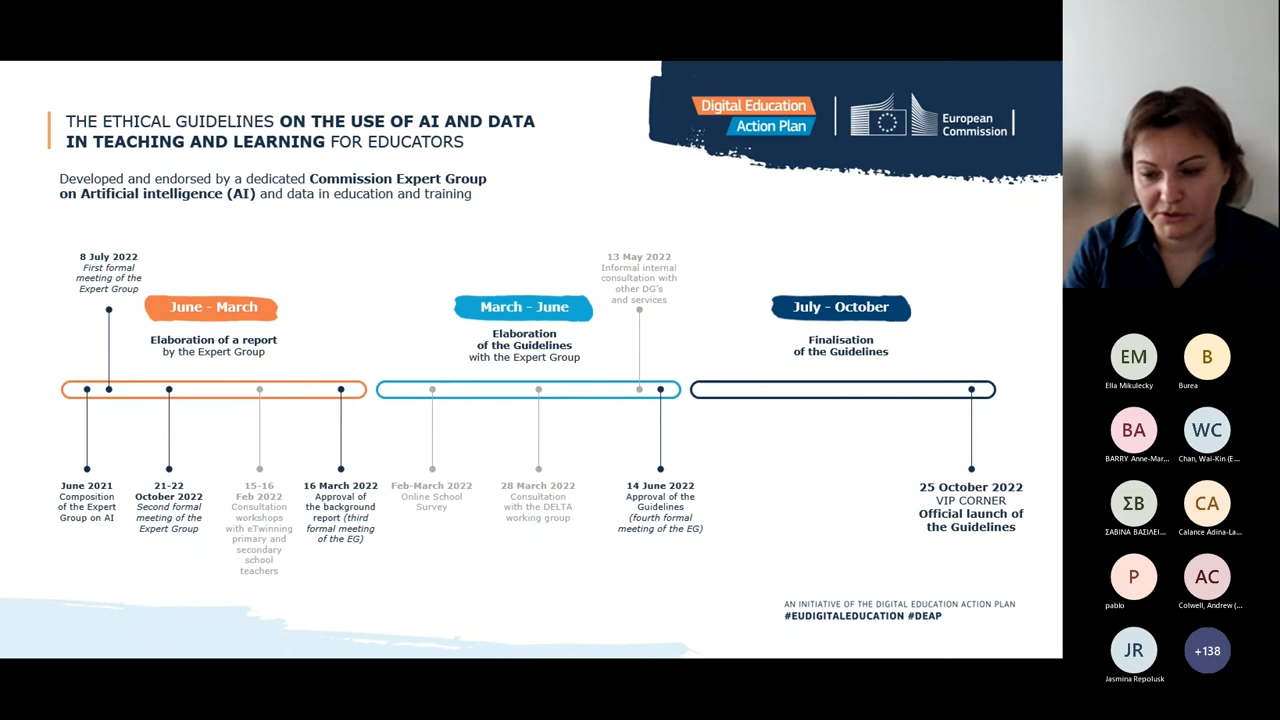 THE ETHICAL GUIDELINES ON THE USE OF AI AND DATA
IN TEACHING AND LEARNING FOR EDUCATORS
Digital Education
Action Plan
European
Commission
Developed and endorsed by a dedicated Commission Expert Group
on Artificial intelligence (AI) and data in education and training
8 July 2022
First formal
meeting of the
Expert Group
June - March
Elaboration of a report
by the Expert Group
March - June
Elaboration
of the Guidelines
with the Expert Group
13 May 2022
Informal internal
consultation with
other DG's
and services
July - October
Finalisation
of the Guidelines
June 2021
Composition
of the Expert
Group on AI
21-22
October 2022
Second formal
meeting of the
Expert Group
15-16
Feb 2022
Consultation
workshops
with eTwinning
primary and
secondary
school
teachers
16 March 2022
Approval of
the background
report (third
formal meeting
of the EG)
Feb-March 2022
Online School
Survey
28 March 2022
Consultation
with the DELTA
working group
14 June 2022
Approval of the
Guidelines
(fourth formal
meeting of the EG)
25 October 2022
VIP CORNER
Official launch of
the Guidelines
AN INITIATIVE OF THE DIGITAL EDUCATION ACTION PLAN
#EUDIGITALEDUCATION #DEAP
EM
Ella Mikulecky
B
Burea
BA
BARRY Anne-Mar...
WC
Chan, Wai-Kin (E...
ΣΒ
ΣΑΒΙΝΑ ΒΑΣΙΛΕΙ...
CA
Calance Adina-La...
P
pablo
AC
Colwell, Andrew (...
JR
Jasmina Repolusk
+138